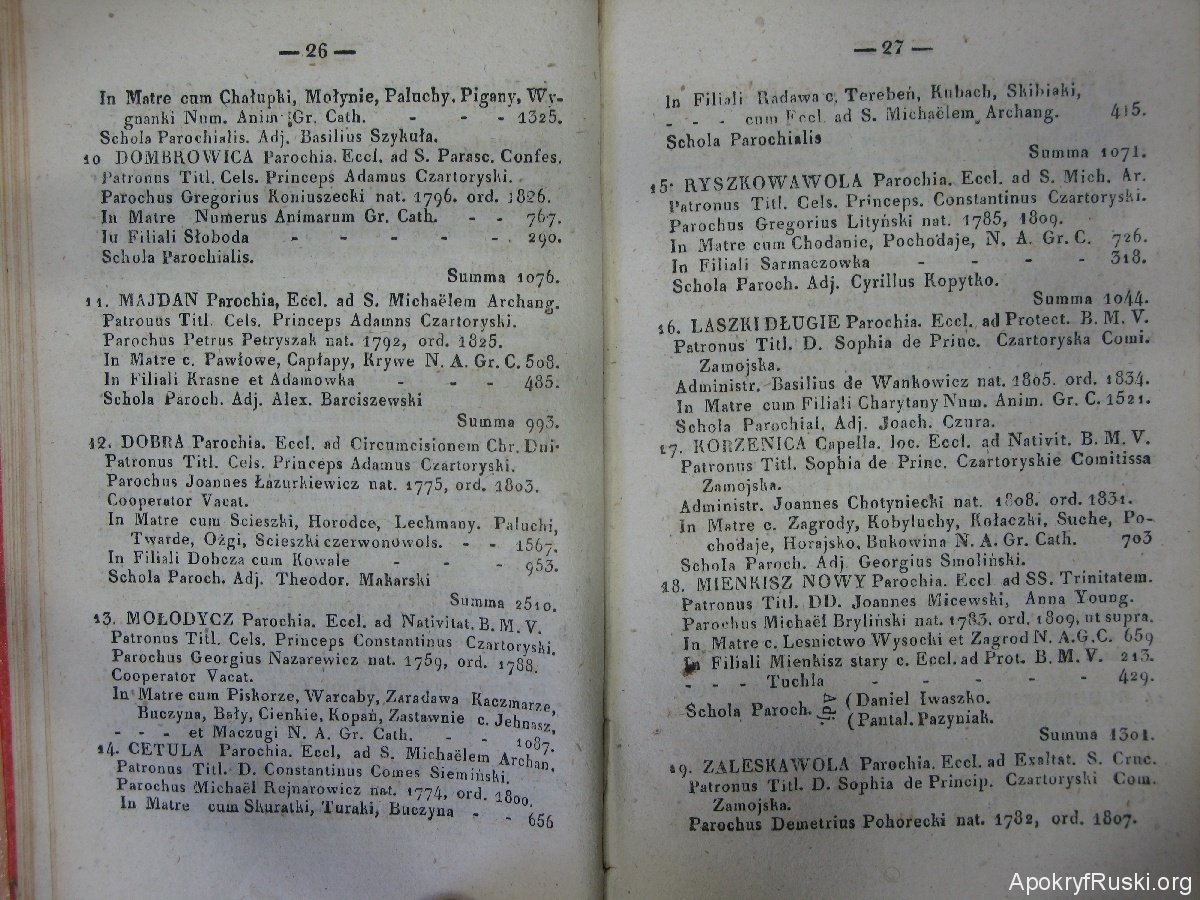 — 26 —
In Matre cum Chałupki, Mołynie, Paluchy, Pigany, Wy-
gnanki Num. Anim Gr. Cath. - - - 1325.
Schola Parochialis. Adj. Basilius Szykuła.
10 DOMBROWICA Parochia. Eccl. ad S. Parasc. Confes.
Patronus Titl. Cels. Princeps Adamus Czartoryski.
Parochus Gregorius Koniuszecki nat. 1796. ord. 1826.
In Matre Numerus Animarum Gr. Cath. - - 767.
Iu Filiali Słoboda - - - - - . 290.
Schola Parochialis.
Summa 1076.
11. MAJDAN Parochia, Eccl. ad S. Michaëlem Archang.
Patronus Titl. Cels. Princeps Adamns Czartoryski.
Parochus Petrus Petryszak nat. 1792, ord. 1825.
In Matre c. Pawłowe, Capłapy, Krywe N. A. Gr. C. 508.
In Filiali Krasne et Adamowka - - - 485.
Schola Paroch. Adj. Alex. Barciszewski
Summa 993.
12. DOBRA Parochia. Eccl. ad Circumcisionem Chr. Dni-
Patronus Titl. Cels. Princeps Adamus Czartoryski.
Parochus Joannes Łazurkiewicz nat. 1775, ord. 1803.
Cooperator Vacat.
In Matre cum Scieszki, Horodce, Lechmany. Paluchi,
Twarde, Ożgi, Scieszki czerwonowols. - - 1567.
In Filiali Dobcza cum Kowale - - - 953.
Schola Paroch. Adj. Theodor. Makarski
Summa 2510.
13. MOŁODYCZ Parochia. Eccl. ad Nativitat. B. M. V.
Patronus Titl. Cels. Princeps Constantinus Czartoryski.
Parochus Georgius Nazarewicz nat. 1759, ord. 1788.
Cooperator Vacat.
In Matre cum Piskorze, Warcaby, Zaradawa Kaczmarze,
Buczyna, Bały, Cienkie, Kopań, Zastawnie c. Jehnasz,
- - - et Maczugi N. A. Gr. Cath. - - 1087.
14. CETULA Parochia. Eccl, ad S. Michaëlem Archan.
Patronus Titl. D. Constantinus Comes Siemiński.
Parochus Michaël Rejnarowicz nat. 1774, ord. 1800.
In Matre cum Skuratki, Turaki, Buczyna - - 656
— 27 —
In Filiali Radawa c, Terebeń, Kubach, Skibiaki,
- - - cum Eccl. ad S. Michaëlem Archang. 415.
Schola Parochialis
Summa 1071.
15. RYSZKOWAWOLA Parochia. Eccl. ad S. Mich. Ar.
Patronus Titl. Cels. Princeps. Constantinus Czartoryski.
Parochus Gregorius Lityński nat. 1785, 1809.
In Matre cum Chodanie, Pochodaje, N. A. Gr. C. 726.
In Filiali Sarmaczowka - - - - 318.
Schola Paroch. Adj. Cyrillus Kopytko.
Summa 1044.
16. LASZKI DŁUGIE Parochia. Eccl. ad Protect. B. M. V.
Patronus Titl. D. Sophia de Princ. Czartoryska Comi.
Zamojska.
Administr. Basilius de Wańkowicz nat. 1805. ord. 1834.
In Matre cum Filiali Charytany Num. Anim. Gr. C. 1521.
Schola Parochial. Adj. Joach. Czura.
17. KORZENICA Capella. loc. Eccl. ad Nativit. B. M. V.
Patronus Titl. Sophia de Princ. Czartoryskie Comitissa
Zamojska.
Administr. Joannes Chotyniecki nat. 1808. ord. 1831.
In Matre c. Zagrody, Kobyluchy, Kołaczki, Suche, Po-
chodaje, Horajsko, Bukowina N. A. Gr. Cath. 703
Schola Paroch. Adj. Georgius Smoliński.
18. MIENKISZ NOWY Parochia. Eccl ad SS. Trinitatem.
Patronus Titl. DD. Joannes Micewski, Anna Young.
Parochus Michaël Bryliński nat. 1783. ord. 1809, ut supra.
In Matre c. Lesnictwo Wysocki et Zagrod N. A.G.C. 659
In Filiali Mienkisz stary c. Eccl. ad Prot. B. M. V. 213.
- - - Tuchla - - - - - 429.
Schola Paroch. Adj. (Daniel Iwaszko.
(Pantal. Pazyniak.
Summa 1301.
19. ZALESKAWOLA Parochia. Eccl. ad Exaltat. S. Cruc.
Patronus Titl. D. Sophia de Princip. Czartoryski Com.
Zamojska.
Parochus Demetrius Pohorecki nat. 1782, ord. 1807.
ApokryfRuski.org